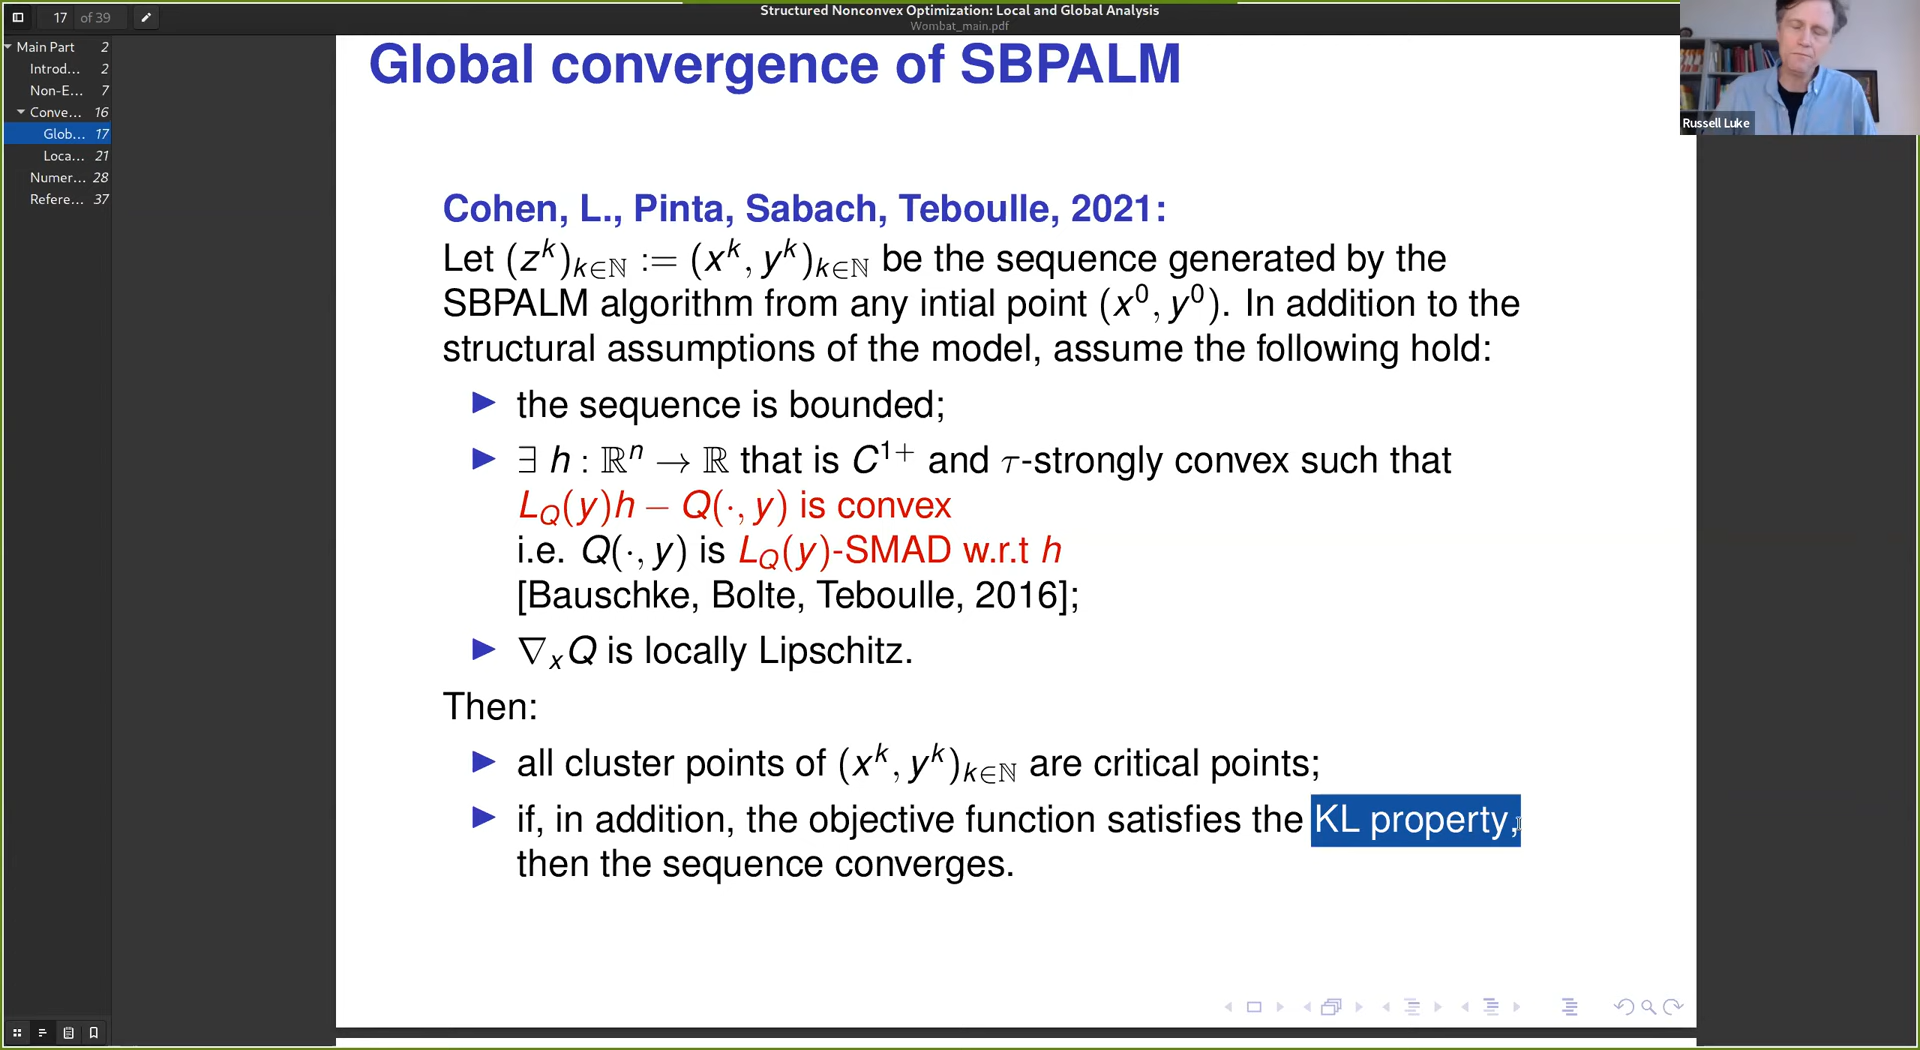 17 of 39
Structured Nonconvex Optimization: Local and Global Analysis
Wombat_main.pdf
Main Part 2
Introd... 2
Non-E... 7
Conve... 16
Glob... 17
Loca... 21
Numer... 28
Refere... 37
Russell Luke
Global convergence of SBPALM
Cohen, L., Pinta, Sabach, Teboulle, 2021:
Let (z^k)_{k∈ℕ} := (x^k, y^k)_{k∈ℕ} be the sequence generated by the
SBPALM algorithm from any intial point (x^0, y^0). In addition to the
structural assumptions of the model, assume the following hold:
▶ the sequence is bounded;
▶ ∃ h : ℝ^n → ℝ that is C^{1+} and τ-strongly convex such that
L_Q(y)h − Q(·, y) is convex
i.e. Q(·, y) is L_Q(y)-SMAD w.r.t h
[Bauschke, Bolte, Teboulle, 2016];
▶ ∇_x Q is locally Lipschitz.
Then:
▶ all cluster points of (x^k, y^k)_{k∈ℕ} are critical points;
▶ if, in addition, the objective function satisfies the KL property,
then the sequence converges.